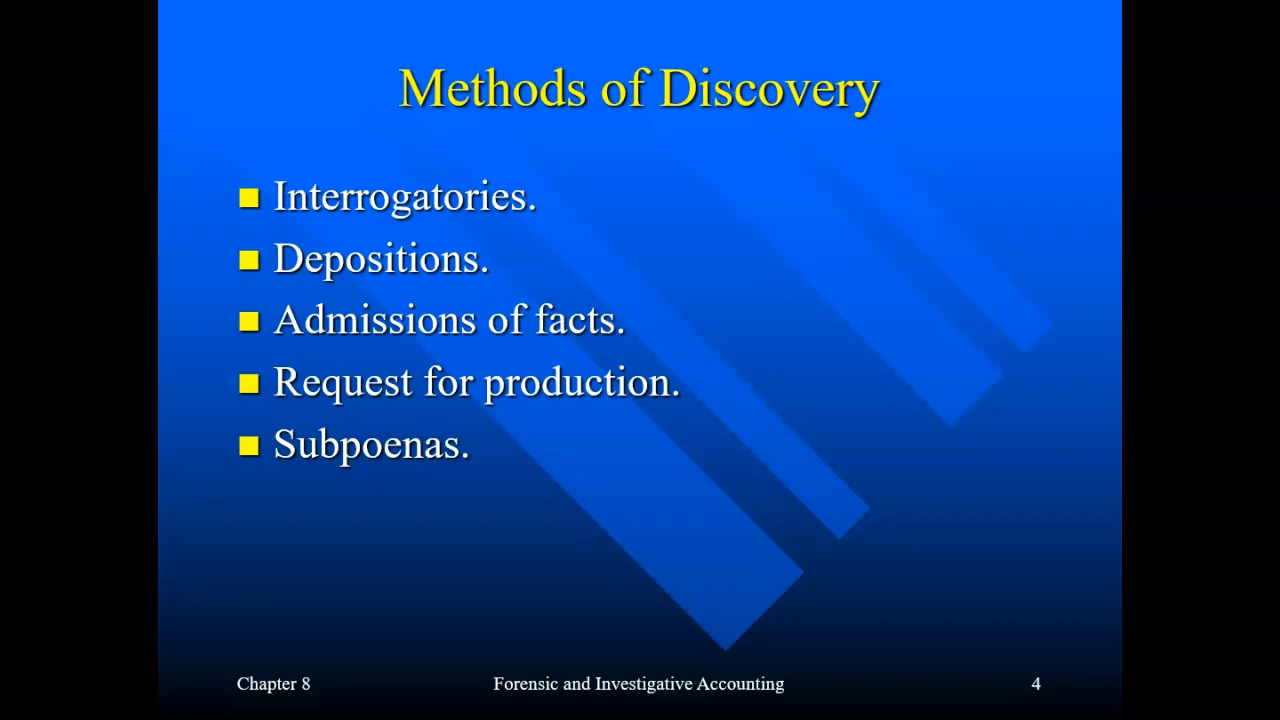 Methods of Discovery
Interrogatories.
Depositions.
Admissions of facts.
Request for production.
Subpoenas.
Chapter 8
Forensic and Investigative Accounting
4